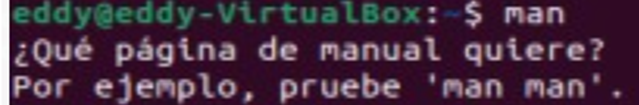 eddy@eddy-VirtualBox:~$ man
¿Qué página de manual quiere?
Por ejemplo, pruebe 'man man'.